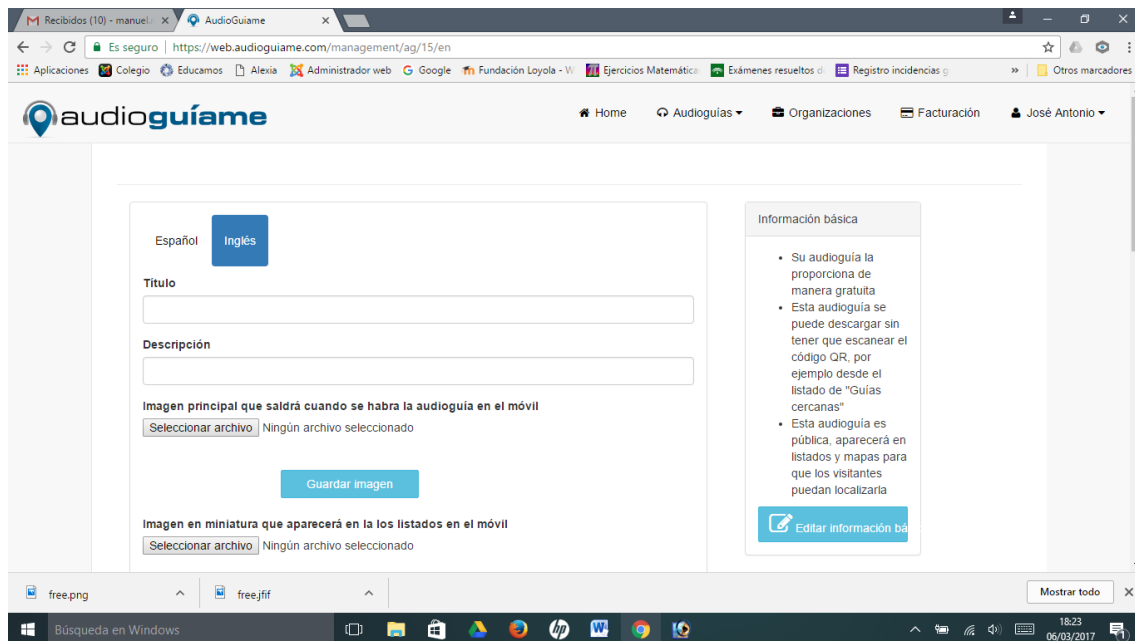 Recibidos (10) - manuel.
AudioGuiame
Es seguro | https://web.audioguiame.com/management/ag/15/en
Aplicaciones Colegio Educamos Alexia Administrador web Google Fundación Loyola - W Ejercicios Matemática Exámenes resueltos d Registro incidencias g » Otros marcadores
audioguíame
Home Audioguías Organizaciones Facturación José Antonio
Español Inglés
Título
Descripción
Imagen principal que saldrá cuando se habra la audioguía en el móvil
Seleccionar archivo Ningún archivo seleccionado
Guardar imagen
Imagen en miniatura que aparecerá en la los listados en el móvil
Seleccionar archivo Ningún archivo seleccionado
Información básica
• Su audioguía la
proporciona de
manera gratuita
• Esta audioguía se
puede descargar sin
tener que escanear el
código QR, por
ejemplo desde el
listado de "Guías
cercanas"
• Esta audioguía es
pública, aparecerá en
listados y mapas para
que los visitantes
puedan localizarla
Editar información bá
free.png free.jfif Mostrar todo
Búsqueda en Windows
18:23
06/03/2017